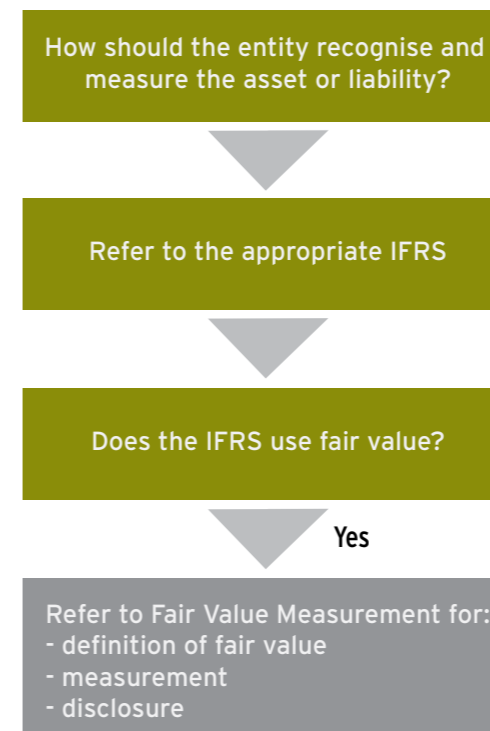 How should the entity recognise and
measure the asset or liability?
Refer to the appropriate IFRS
Does the IFRS use fair value?
Yes
Refer to Fair Value Measurement for:
- definition of fair value
- measurement
- disclosure